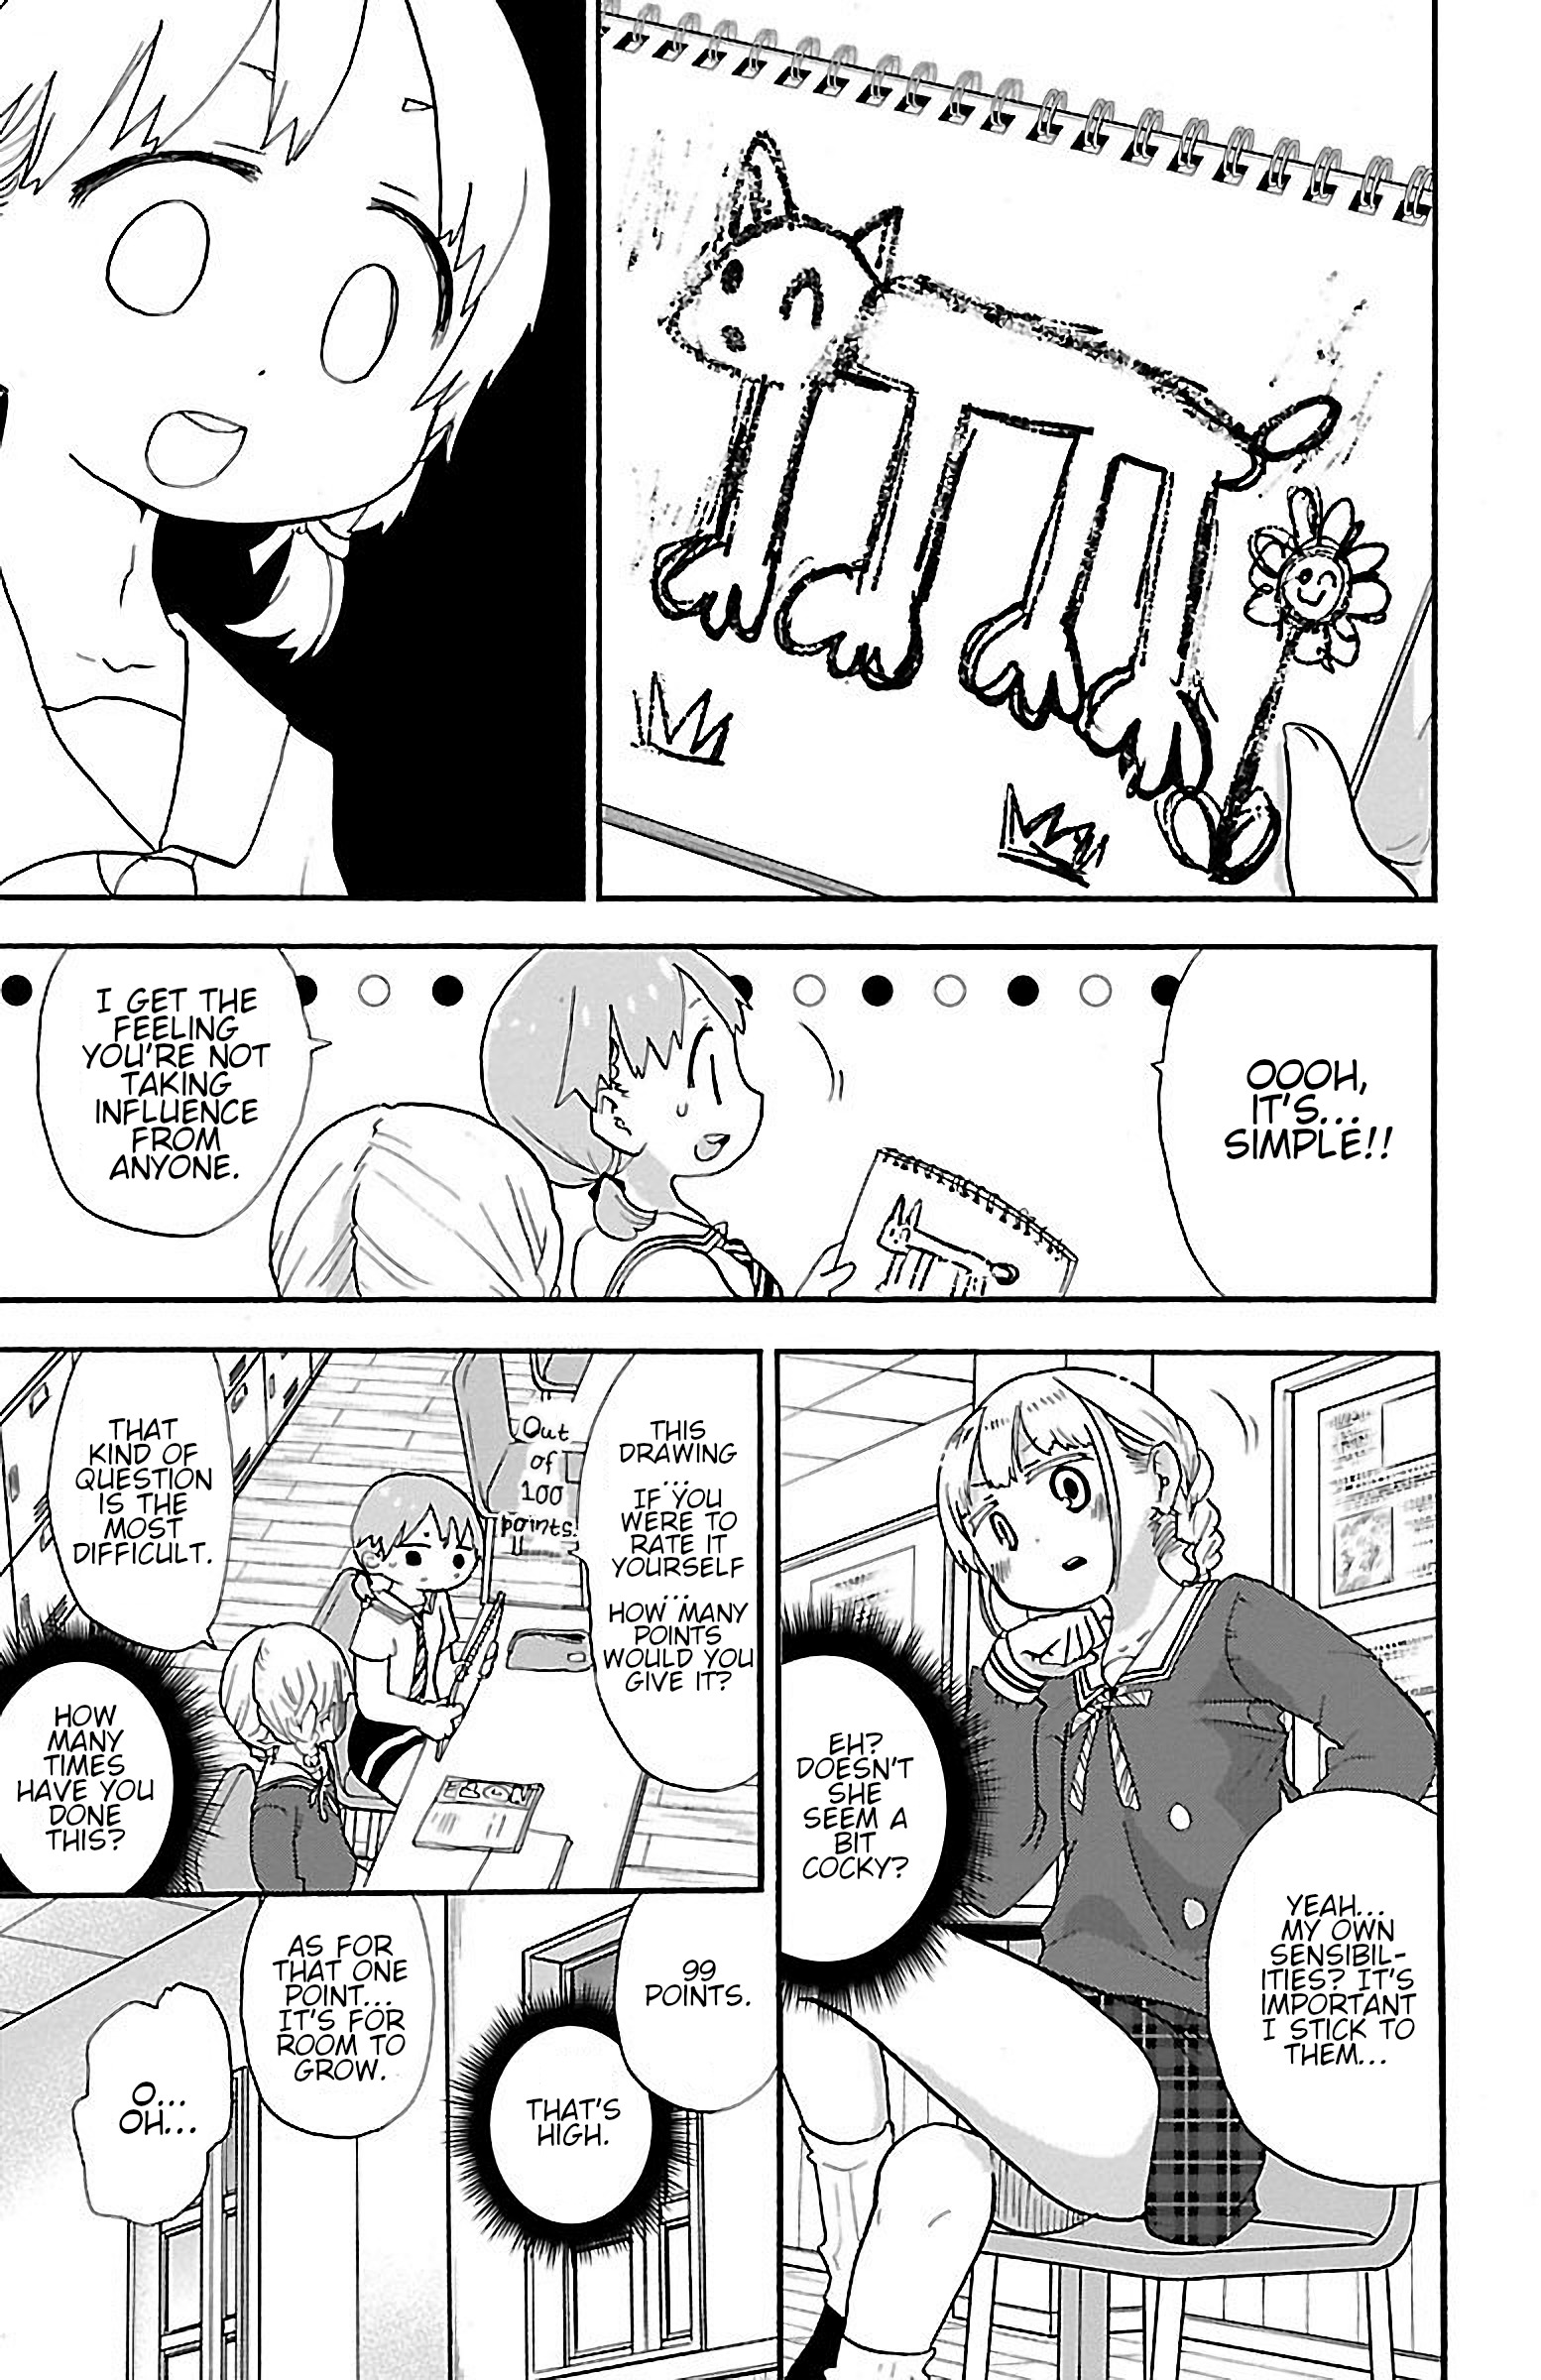 OOOH,
IT'S...
SIMPLE!!
I GET THE
FEELING
YOU'RE NOT
TAKING
INFLUENCE
FROM
ANYONE.
YEAH...
MY OWN
SENSIBIL-
ITIES? IT'S
IMPORTANT
I STICK TO
THEM...
EH?
DOESN'T
SHE
SEEM A
BIT
COCKY?
THIS
DRAWING
...
IF YOU
WERE TO
RATE IT
YOURSELF
...
HOW MANY
POINTS
WOULD YOU
GIVE IT?
Out
of
100
points.
THAT
KIND OF
QUESTION
IS THE
MOST
DIFFICULT.
HOW
MANY
TIMES
HAVE YOU
DONE
THIS?
99
POINTS.
THAT'S
HIGH.
AS FOR
THAT ONE
POINT...
IT'S FOR
ROOM TO
GROW.
O...
OH...